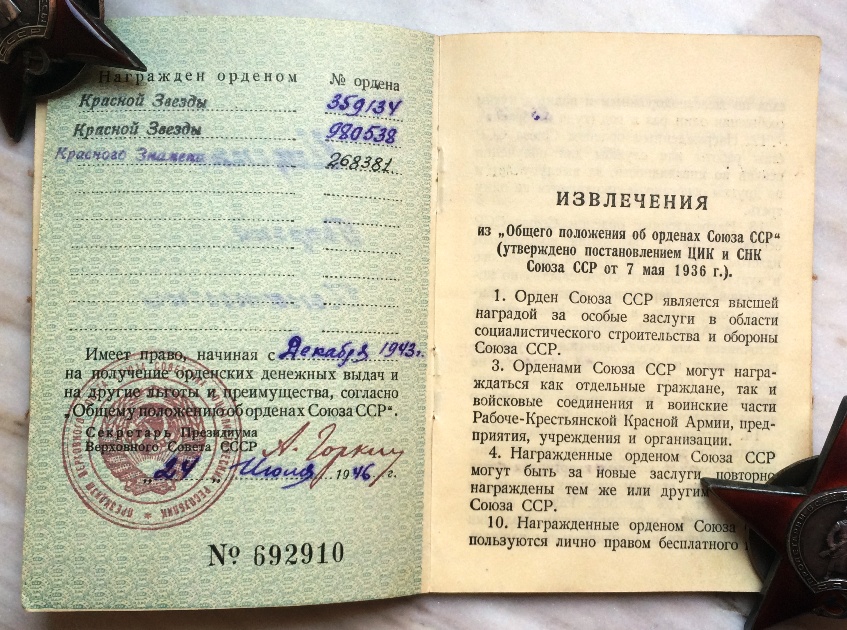 Награжден орденом № ордена
Красной Звезды 359134
Красной Звезды 980538
Красного Знамени 268381
Имеет право, начиная с Декабря 1943г.
на получение орденских денежных выдач и
на другие льготы и преимущества, согласно
„Общему положению об орденах Союза ССР“.
Секретарь Президиума
Верховного Совета СССР А. Горкин
„24„ Июля 1946 г.
№ 692910
ИЗВЛЕЧЕНИЯ
из „Общего положения об орденах Союза ССР“
(утверждено постановлением ЦИК и СНК
Союза ССР от 7 мая 1936 г.).
1. Орден Союза ССР является высшей
наградой за особые заслуги в области
социалистического строительства и обороны
Союза ССР.
3. Орденами Союза ССР могут награ-
ждаться как отдельные граждане, так и
войсковые соединения и воинские части
Рабоче-Крестьянской Красной Армии, пред-
приятия, учреждения и организации.
4. Награжденные орденом Союза ССР
могут быть за новые заслуги повторно
награждены тем же или другим
Союза ССР.
10. Награжденные орденом Союза
пользуются лично правом бесплатного